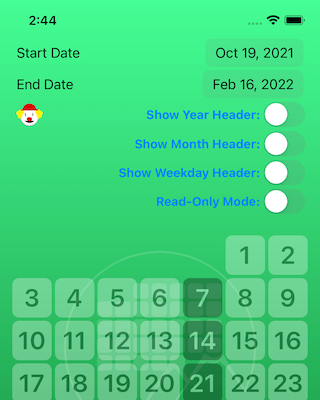 2:44
Start Date Oct 19, 2021
End Date Feb 16, 2022
Show Year Header:
Show Month Header:
Show Weekday Header:
Read-Only Mode:
1 2
3 4 5 6 7 8 9
10 11 12 13 14 15 16
17 18 19 20 21 22 23